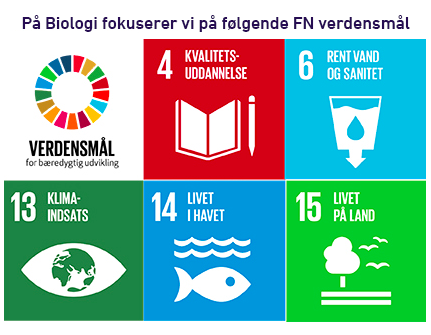 På Biologi fokuserer vi på følgende FN verdensmål
VERDENSMÅL
for bæredygtig udvikling
4 KVALITETS-
UDDANNELSE
6 RENT VAND
OG SANITET
13 KLIMA-
INDSATS
14 LIVET
I HAVET
15 LIVET
PÅ LAND